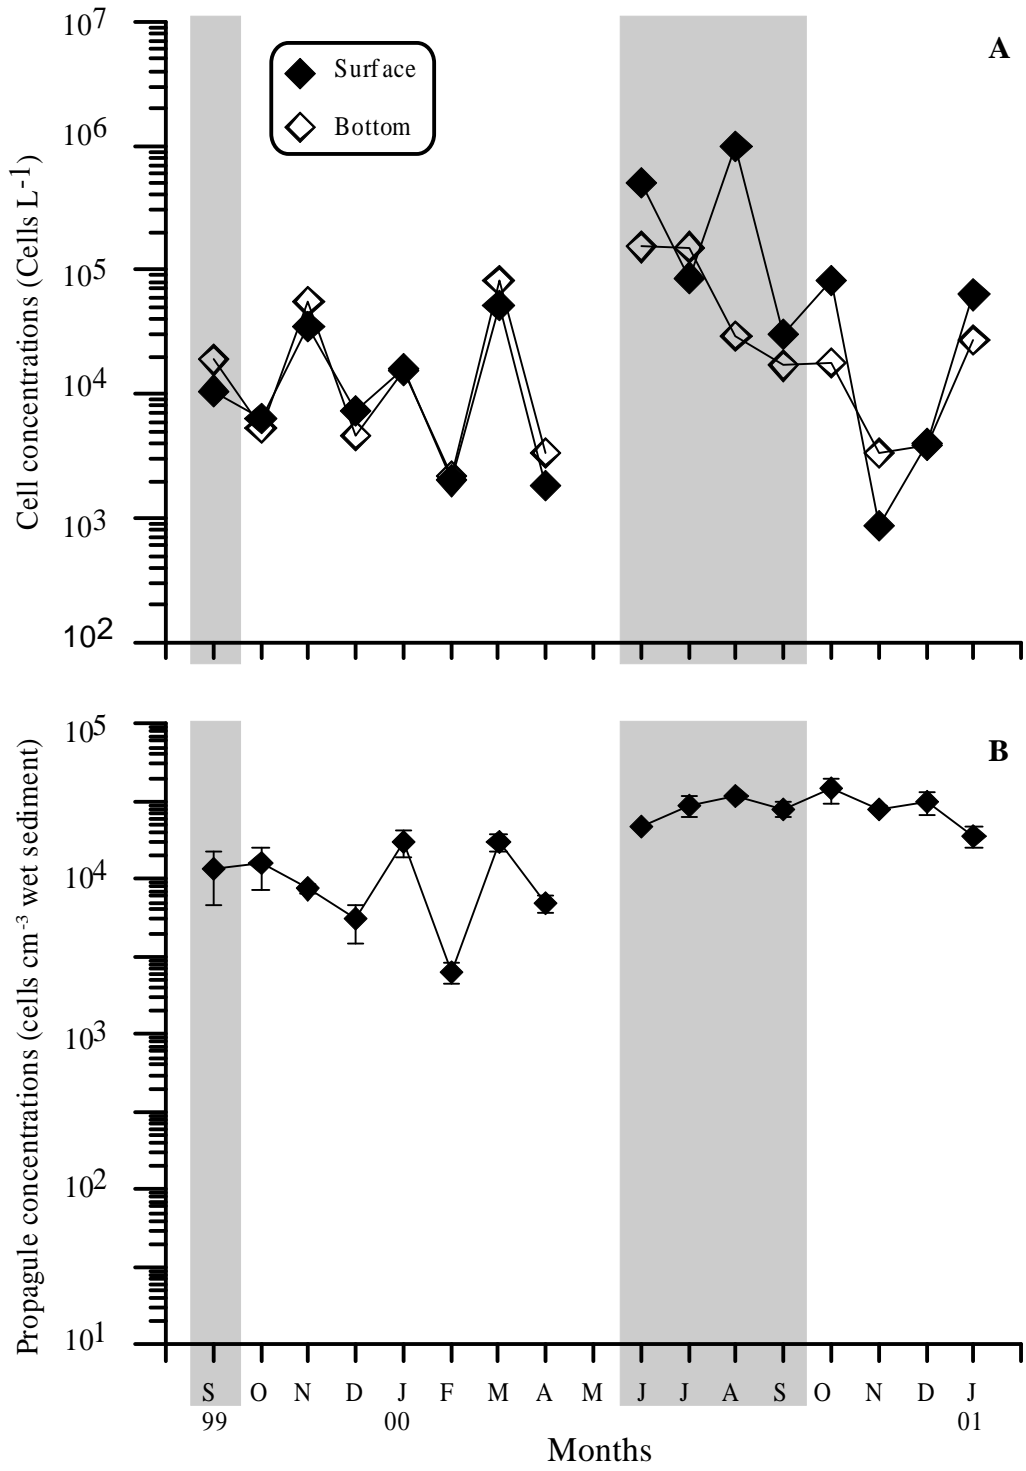 10⁷
A
Surface
Bottom
10⁶
10⁵
10⁴
10³
10²
Cell concentrations (Cells L⁻¹)
10⁵
B
10⁴
10³
10²
10¹
Propagule concentrations (cells cm⁻³ wet sediment)
S O N D J F M A M J J A S O N D J
99 00 01
Months